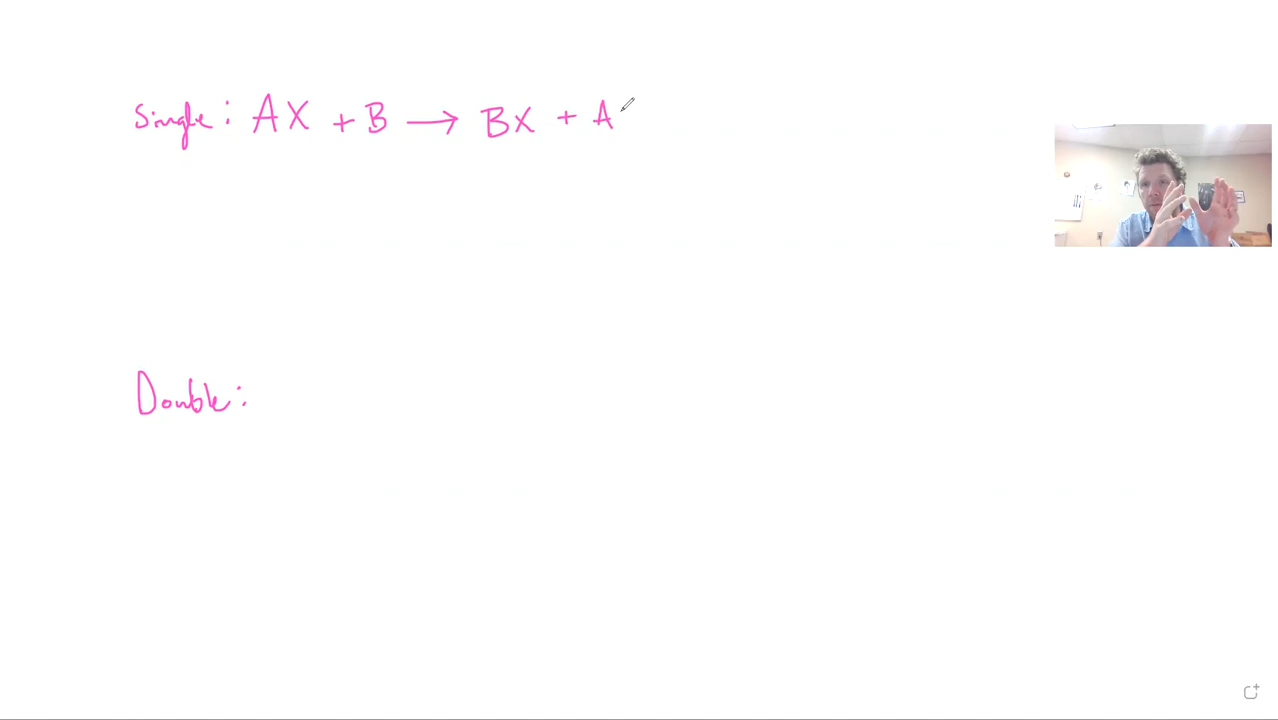 Single: AX + B → BX + A
Double: